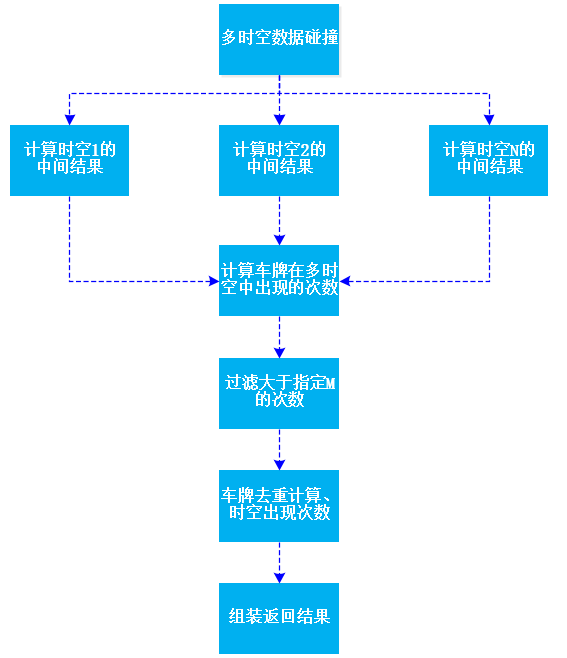 多时空数据碰撞
计算时空1的
中间结果
计算时空2的
中间结果
计算时空N的
中间结果
计算车牌在多时
空中出现的次数
过滤大于指定M
的次数
车牌去重计算、
时空出现次数
组装返回结果